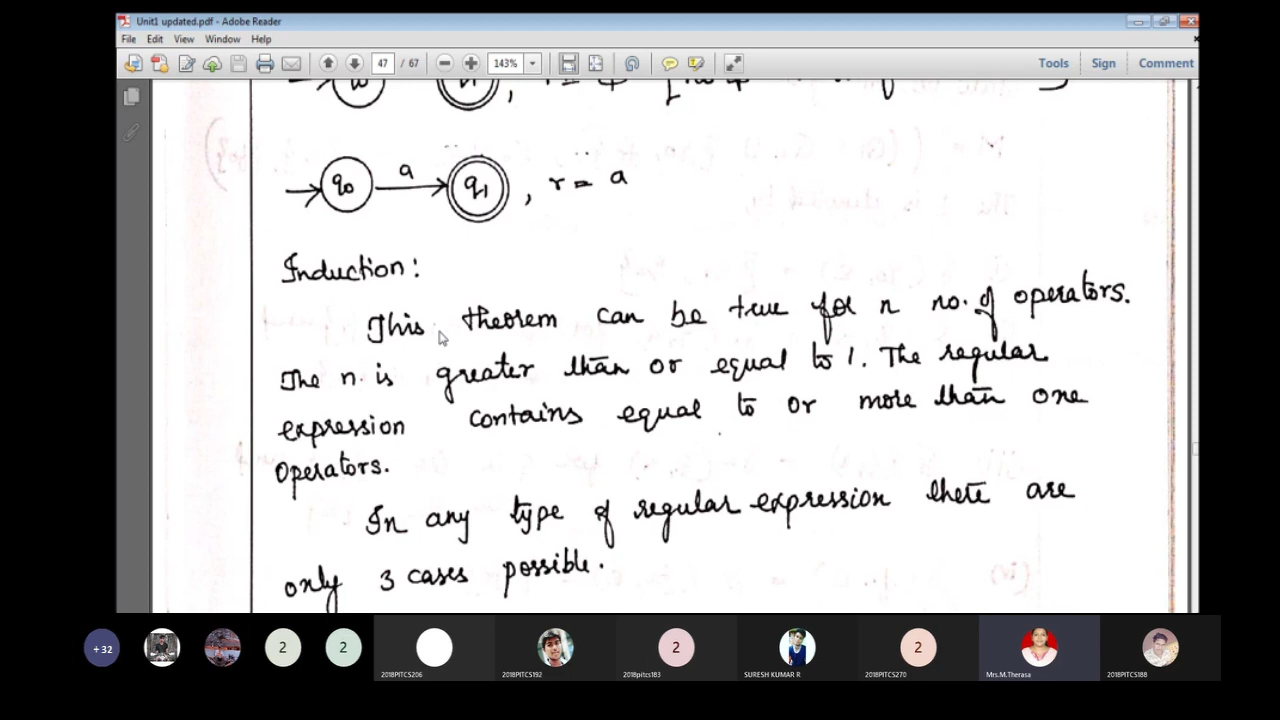 Unit1 updated.pdf - Adobe Reader
File Edit View Window Help
47 / 67 143% Tools Sign Comment
q0 a q1 , r = a
Induction:
This theorem can be true for n no. of operators.
The n is greater than or equal to 1. The regular
expression contains equal to or more than one
operators.
In any type of regular expression there are
only 3 cases possible.
+32 2 2 2 2
2018PITCS206 2018PITCS192 2018pitcs183 SURESH KUMAR R 2018PITCS270 Mrs.M.Therasa 2018PITCS188